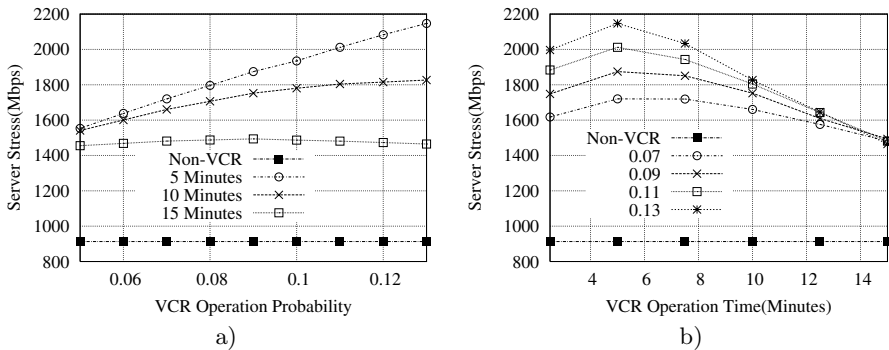 2200
2000
1800
1600
1400
1200
1000
800
Server Stress(Mbps)
0.06
0.08
0.1
0.12
VCR Operation Probability
Non-VCR
5 Minutes
10 Minutes
15 Minutes
a)
2200
2000
1800
1600
1400
1200
1000
800
Server Stress(Mbps)
4
6
8
10
12
14
VCR Operation Time(Minutes)
Non-VCR
0.07
0.09
0.11
0.13
b)